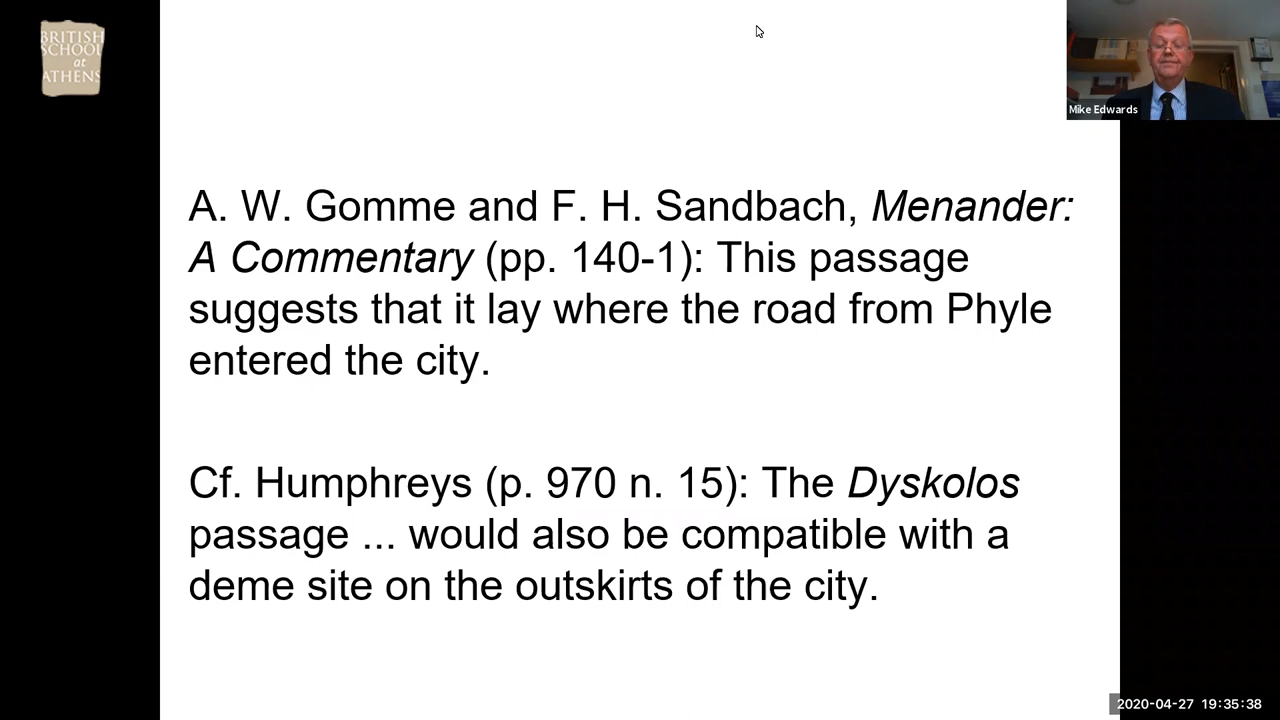 BRITISH
SCHOOL
at
ATHENS
Mike Edwards
A. W. Gomme and F. H. Sandbach, Menander:
A Commentary (pp. 140-1): This passage
suggests that it lay where the road from Phyle
entered the city.
Cf. Humphreys (p. 970 n. 15): The Dyskolos
passage ... would also be compatible with a
deme site on the outskirts of the city.
2020-04-27 19:35:38